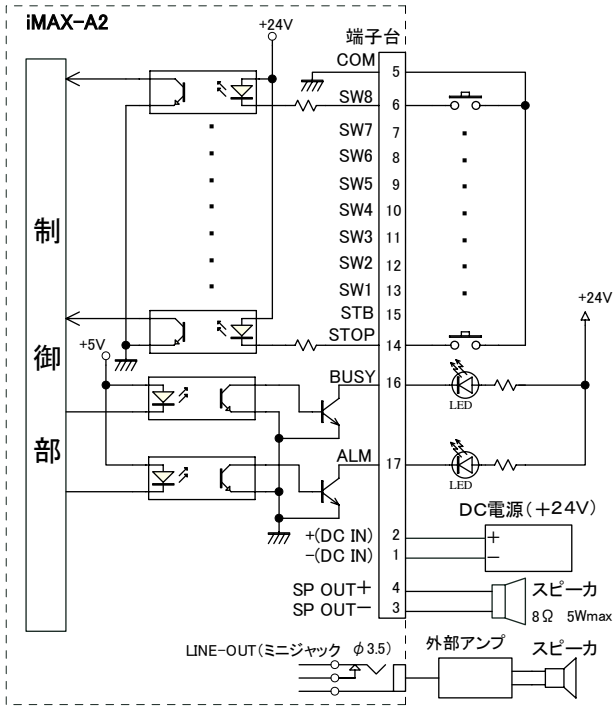 iMAX-A2
+24V
端子台
COM 5
SW8 6
SW7 7
SW6 8
SW5 9
SW4 10
SW3 11
SW2 12
SW1 13
STB 15
STOP 14
BUSY 16
ALM 17
+(DC IN) 2
−(DC IN) 1
SP OUT+ 4
SP OUT− 3
制御部
+5V
+24V
LED
LED
DC電源(+24V)
+
−
スピーカ
8Ω 5Wmax
LINE-OUT(ミニジャック φ3.5)
外部アンプ
スピーカ